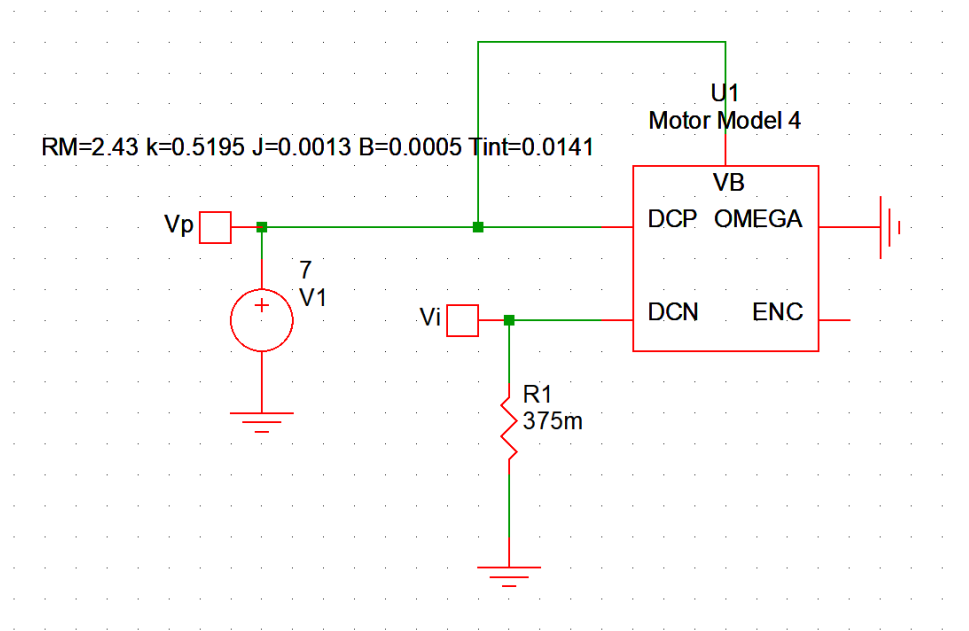 U1
Motor Model 4
RM=2.43 k=0.5195 J=0.0013 B=0.0005 Tint=0.0141
VB
Vp
DCP OMEGA
7
V1
+
Vi
DCN ENC
R1
375m